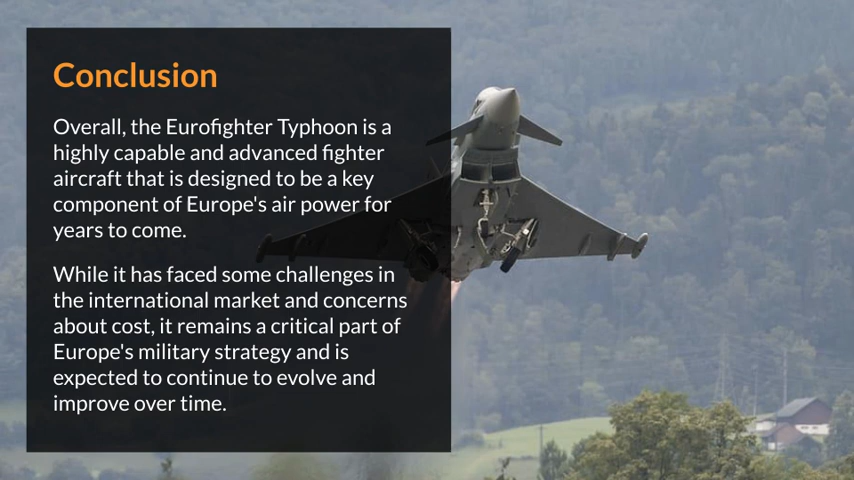 Conclusion
Overall, the Eurofighter Typhoon is a
highly capable and advanced fighter
aircraft that is designed to be a key
component of Europe's air power for
years to come.
While it has faced some challenges in
the international market and concerns
about cost, it remains a critical part of
Europe's military strategy and is
expected to continue to evolve and
improve over time.